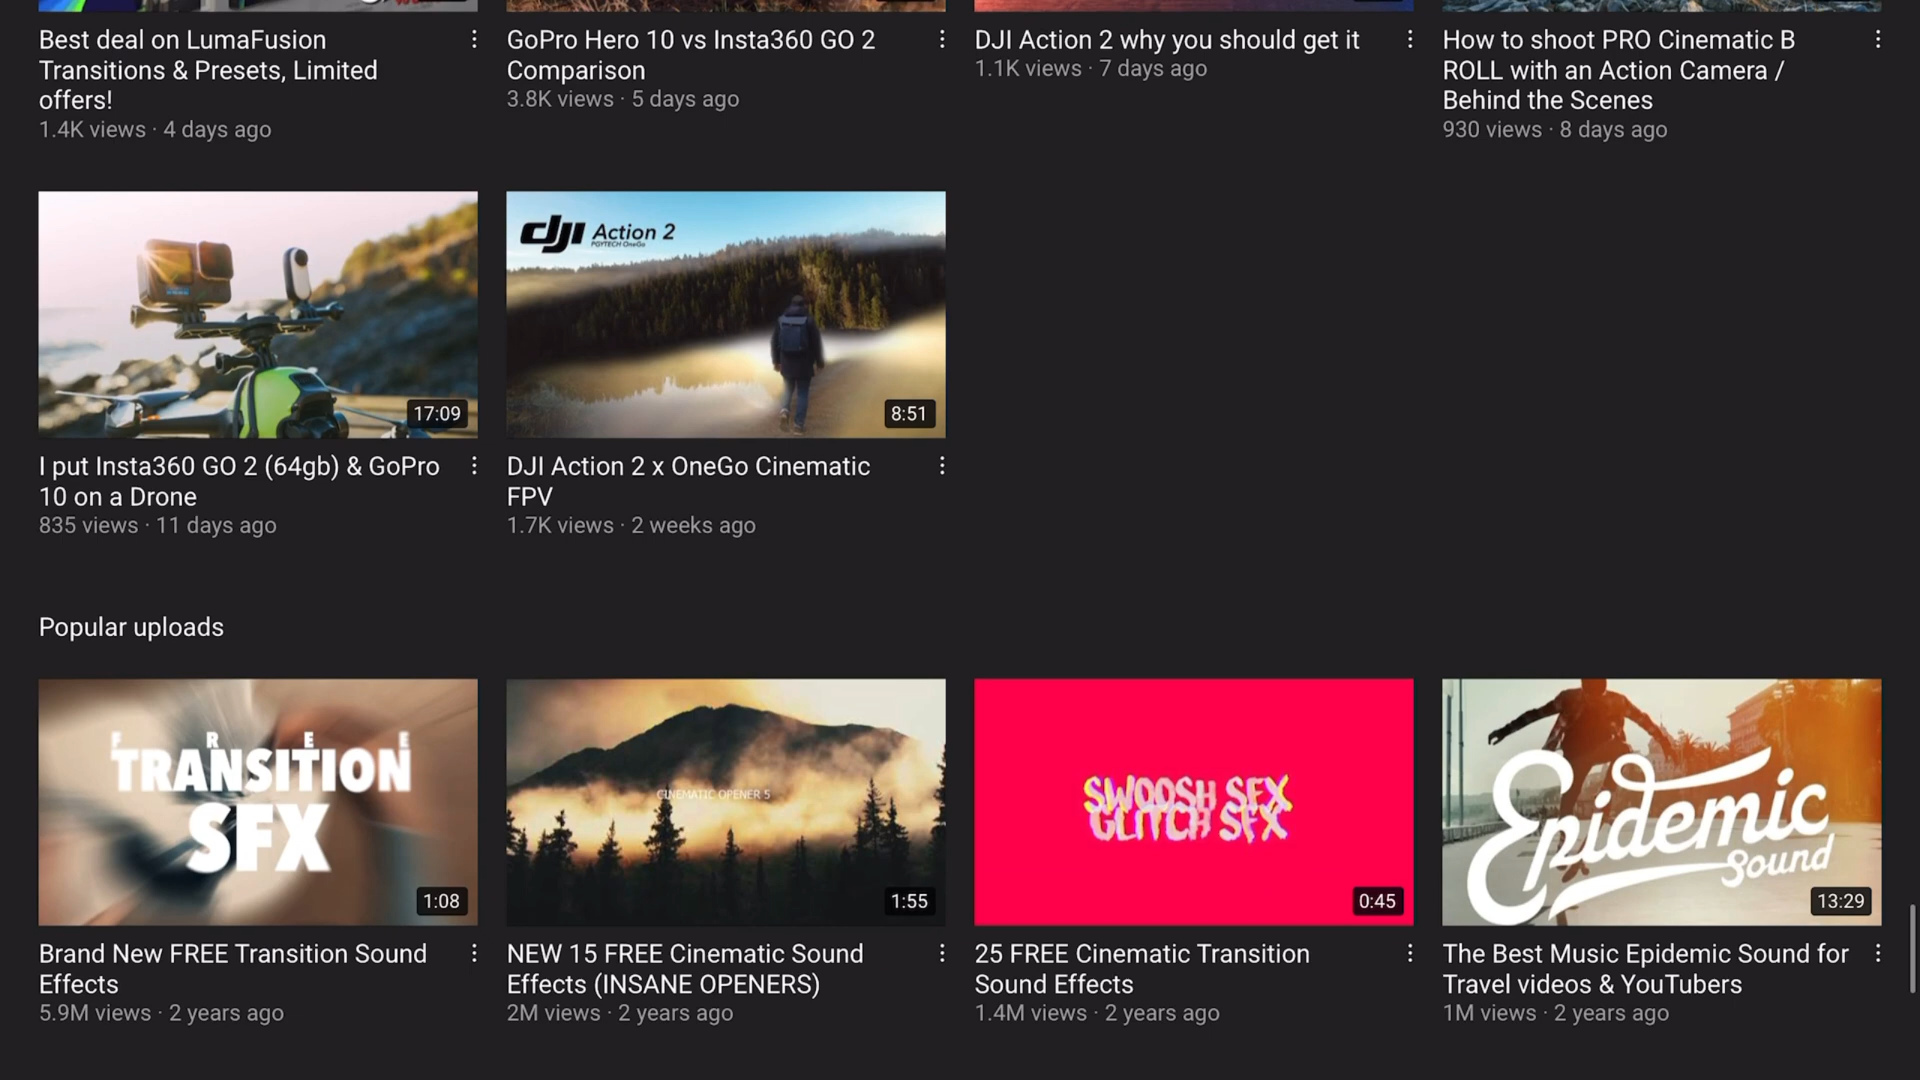 Best deal on LumaFusion
Transitions & Presets, Limited
offers!
1.4K views · 4 days ago
GoPro Hero 10 vs Insta360 GO 2
Comparison
3.8K views · 5 days ago
DJI Action 2 why you should get it
1.1K views · 7 days ago
How to shoot PRO Cinematic B
ROLL with an Action Camera /
Behind the Scenes
930 views · 8 days ago
17:09
I put Insta360 GO 2 (64gb) & GoPro
10 on a Drone
835 views · 11 days ago
dji Action 2
PGYTECH OneGo
8:51
DJI Action 2 x OneGo Cinematic
FPV
1.7K views · 2 weeks ago
Popular uploads
FREE
TRANSITION
SFX
1:08
Brand New FREE Transition Sound
Effects
5.9M views · 2 years ago
CINEMATIC OPENER 5
1:55
NEW 15 FREE Cinematic Sound
Effects (INSANE OPENERS)
2M views · 2 years ago
SWOOSH SFX
GLITCH SFX
0:45
25 FREE Cinematic Transition
Sound Effects
1.4M views · 2 years ago
Epidemic
Sound
13:29
The Best Music Epidemic Sound for
Travel videos & YouTubers
1M views · 2 years ago